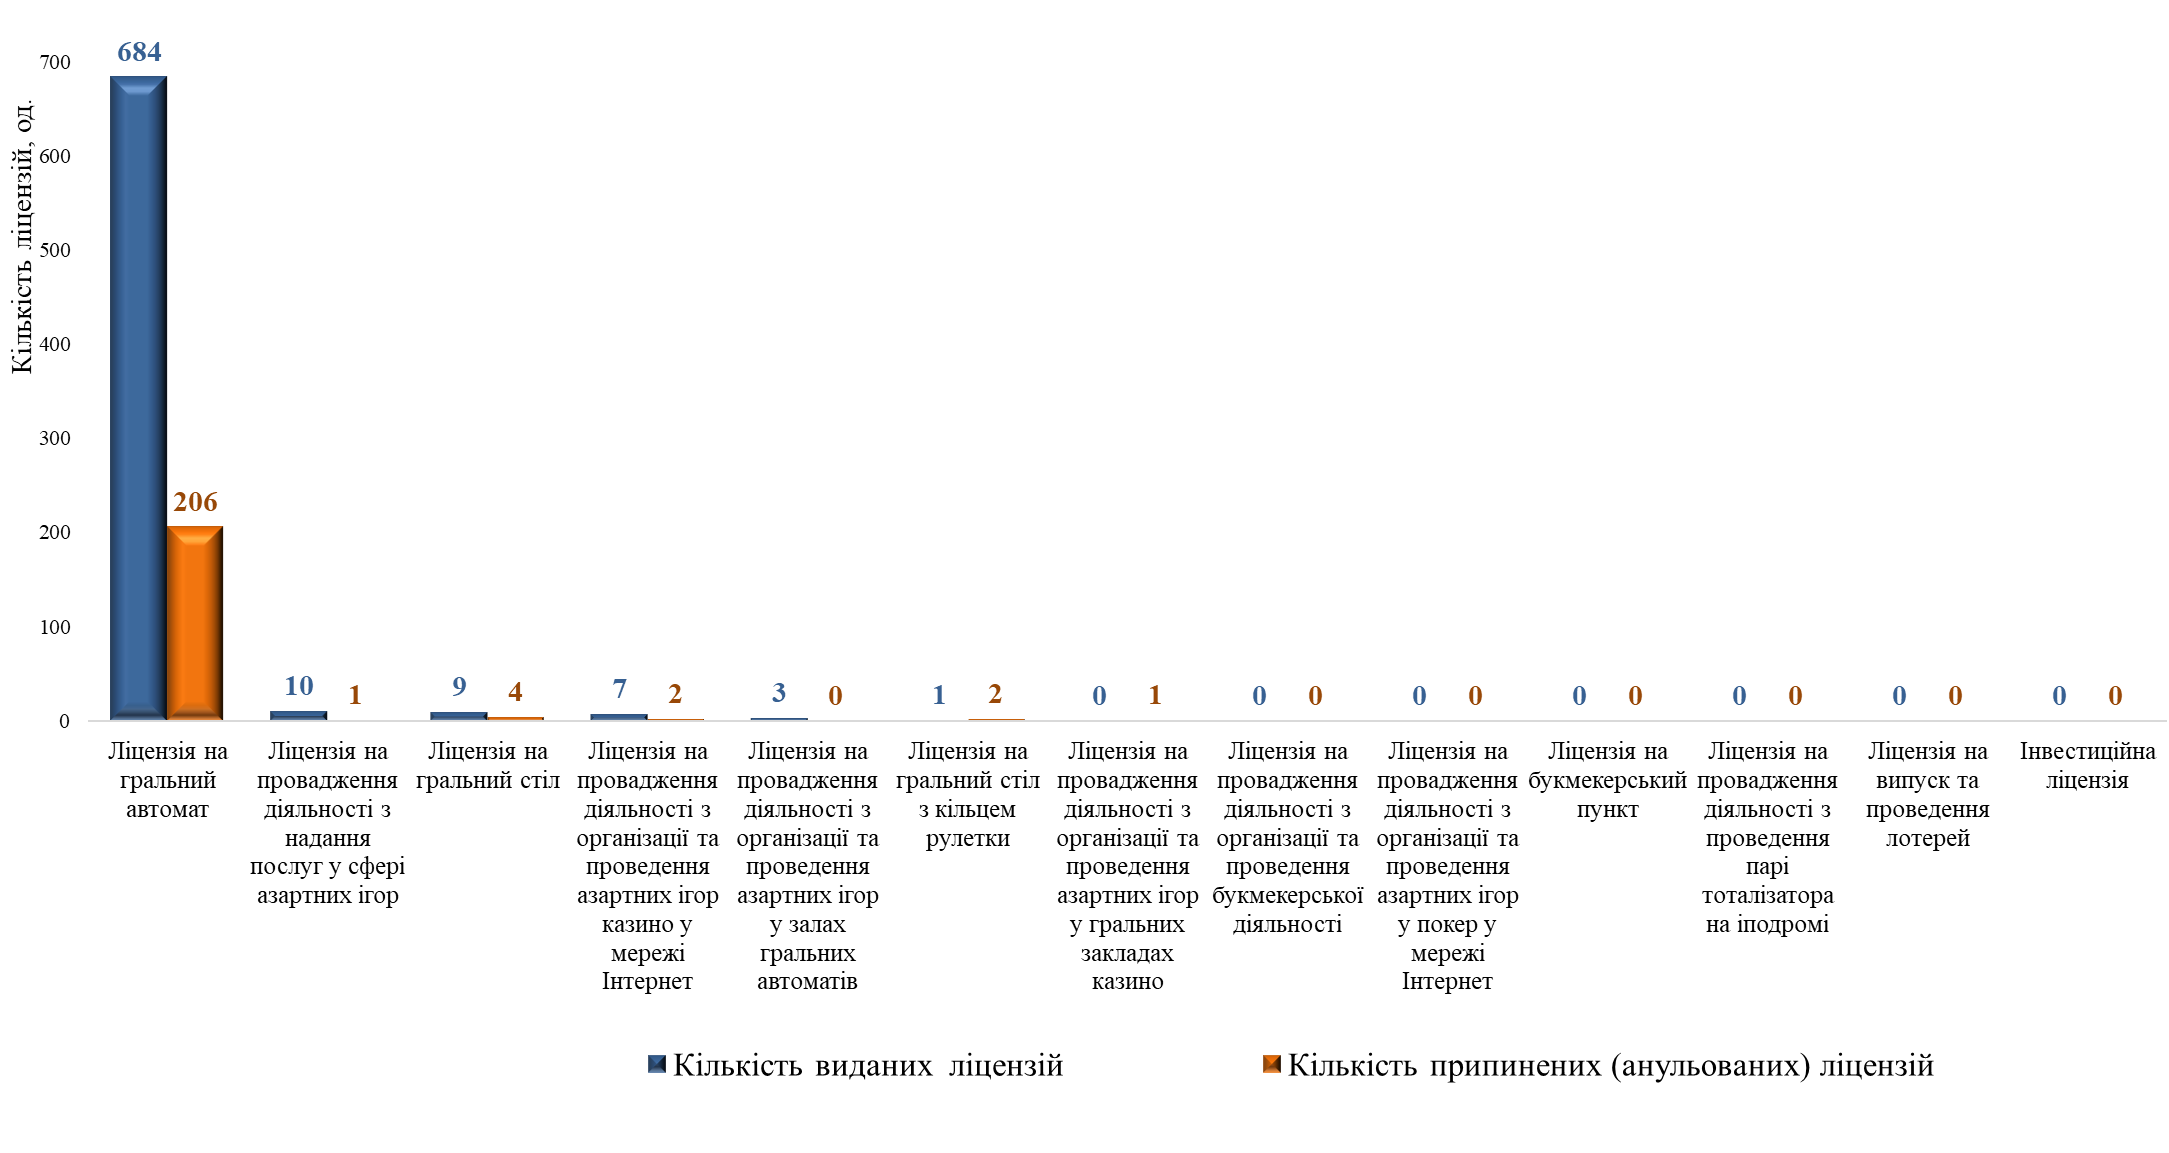 Кількість ліцензій, од.
700
600
500
400
300
200
100
0
684
206
10
1
9
4
7
2
3
0
1
2
0
1
0
0
0
0
0
0
0
0
0
0
0
0
Ліцензія на
гральний
автомат
Ліцензія на
провадження
діяльності з
надання
послуг у сфері
азартних ігор
Ліцензія на
гральний стіл
Ліцензія на
провадження
діяльності з
організації та
проведення
азартних ігор
казино у
мережі
Інтернет
Ліцензія на
провадження
діяльності з
організації та
проведення
азартних ігор
у залах
гральних
автоматів
Ліцензія на
гральний стіл
з кільцем
рулетки
Ліцензія на
провадження
діяльності з
організації та
проведення
азартних ігор
у гральних
закладах
казино
Ліцензія на
провадження
діяльності з
організації та
проведення
букмекерської
діяльності
Ліцензія на
провадження
діяльності з
організації та
проведення
азартних ігор
у покер у
мережі
Інтернет
Ліцензія на
букмекерський
пункт
Ліцензія на
провадження
діяльності з
проведення
парі
тоталізатора
на іподромі
Ліцензія на
випуск та
проведення
лотерей
Інвестиційна
ліцензія
Кількість виданих ліцензій
Кількість припинених (анульованих) ліцензій